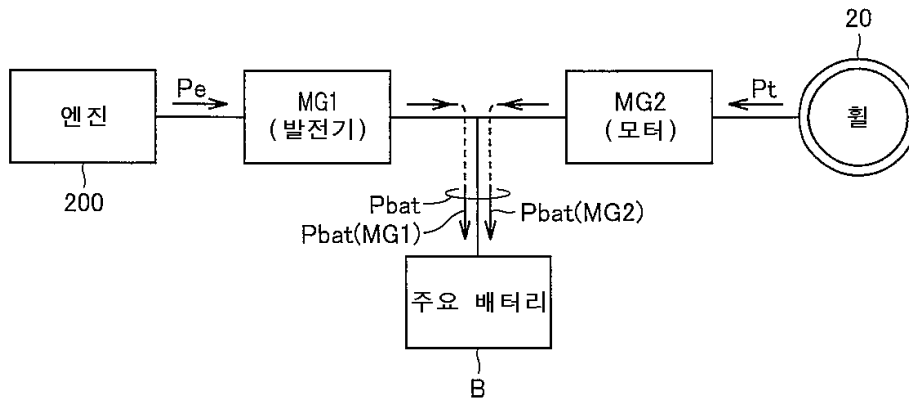 20
엔진
Pe
MG1
(발전기)
MG2
(모터)
Pt
휠
200
Pbat
Pbat(MG1)
Pbat(MG2)
주요 배터리
B